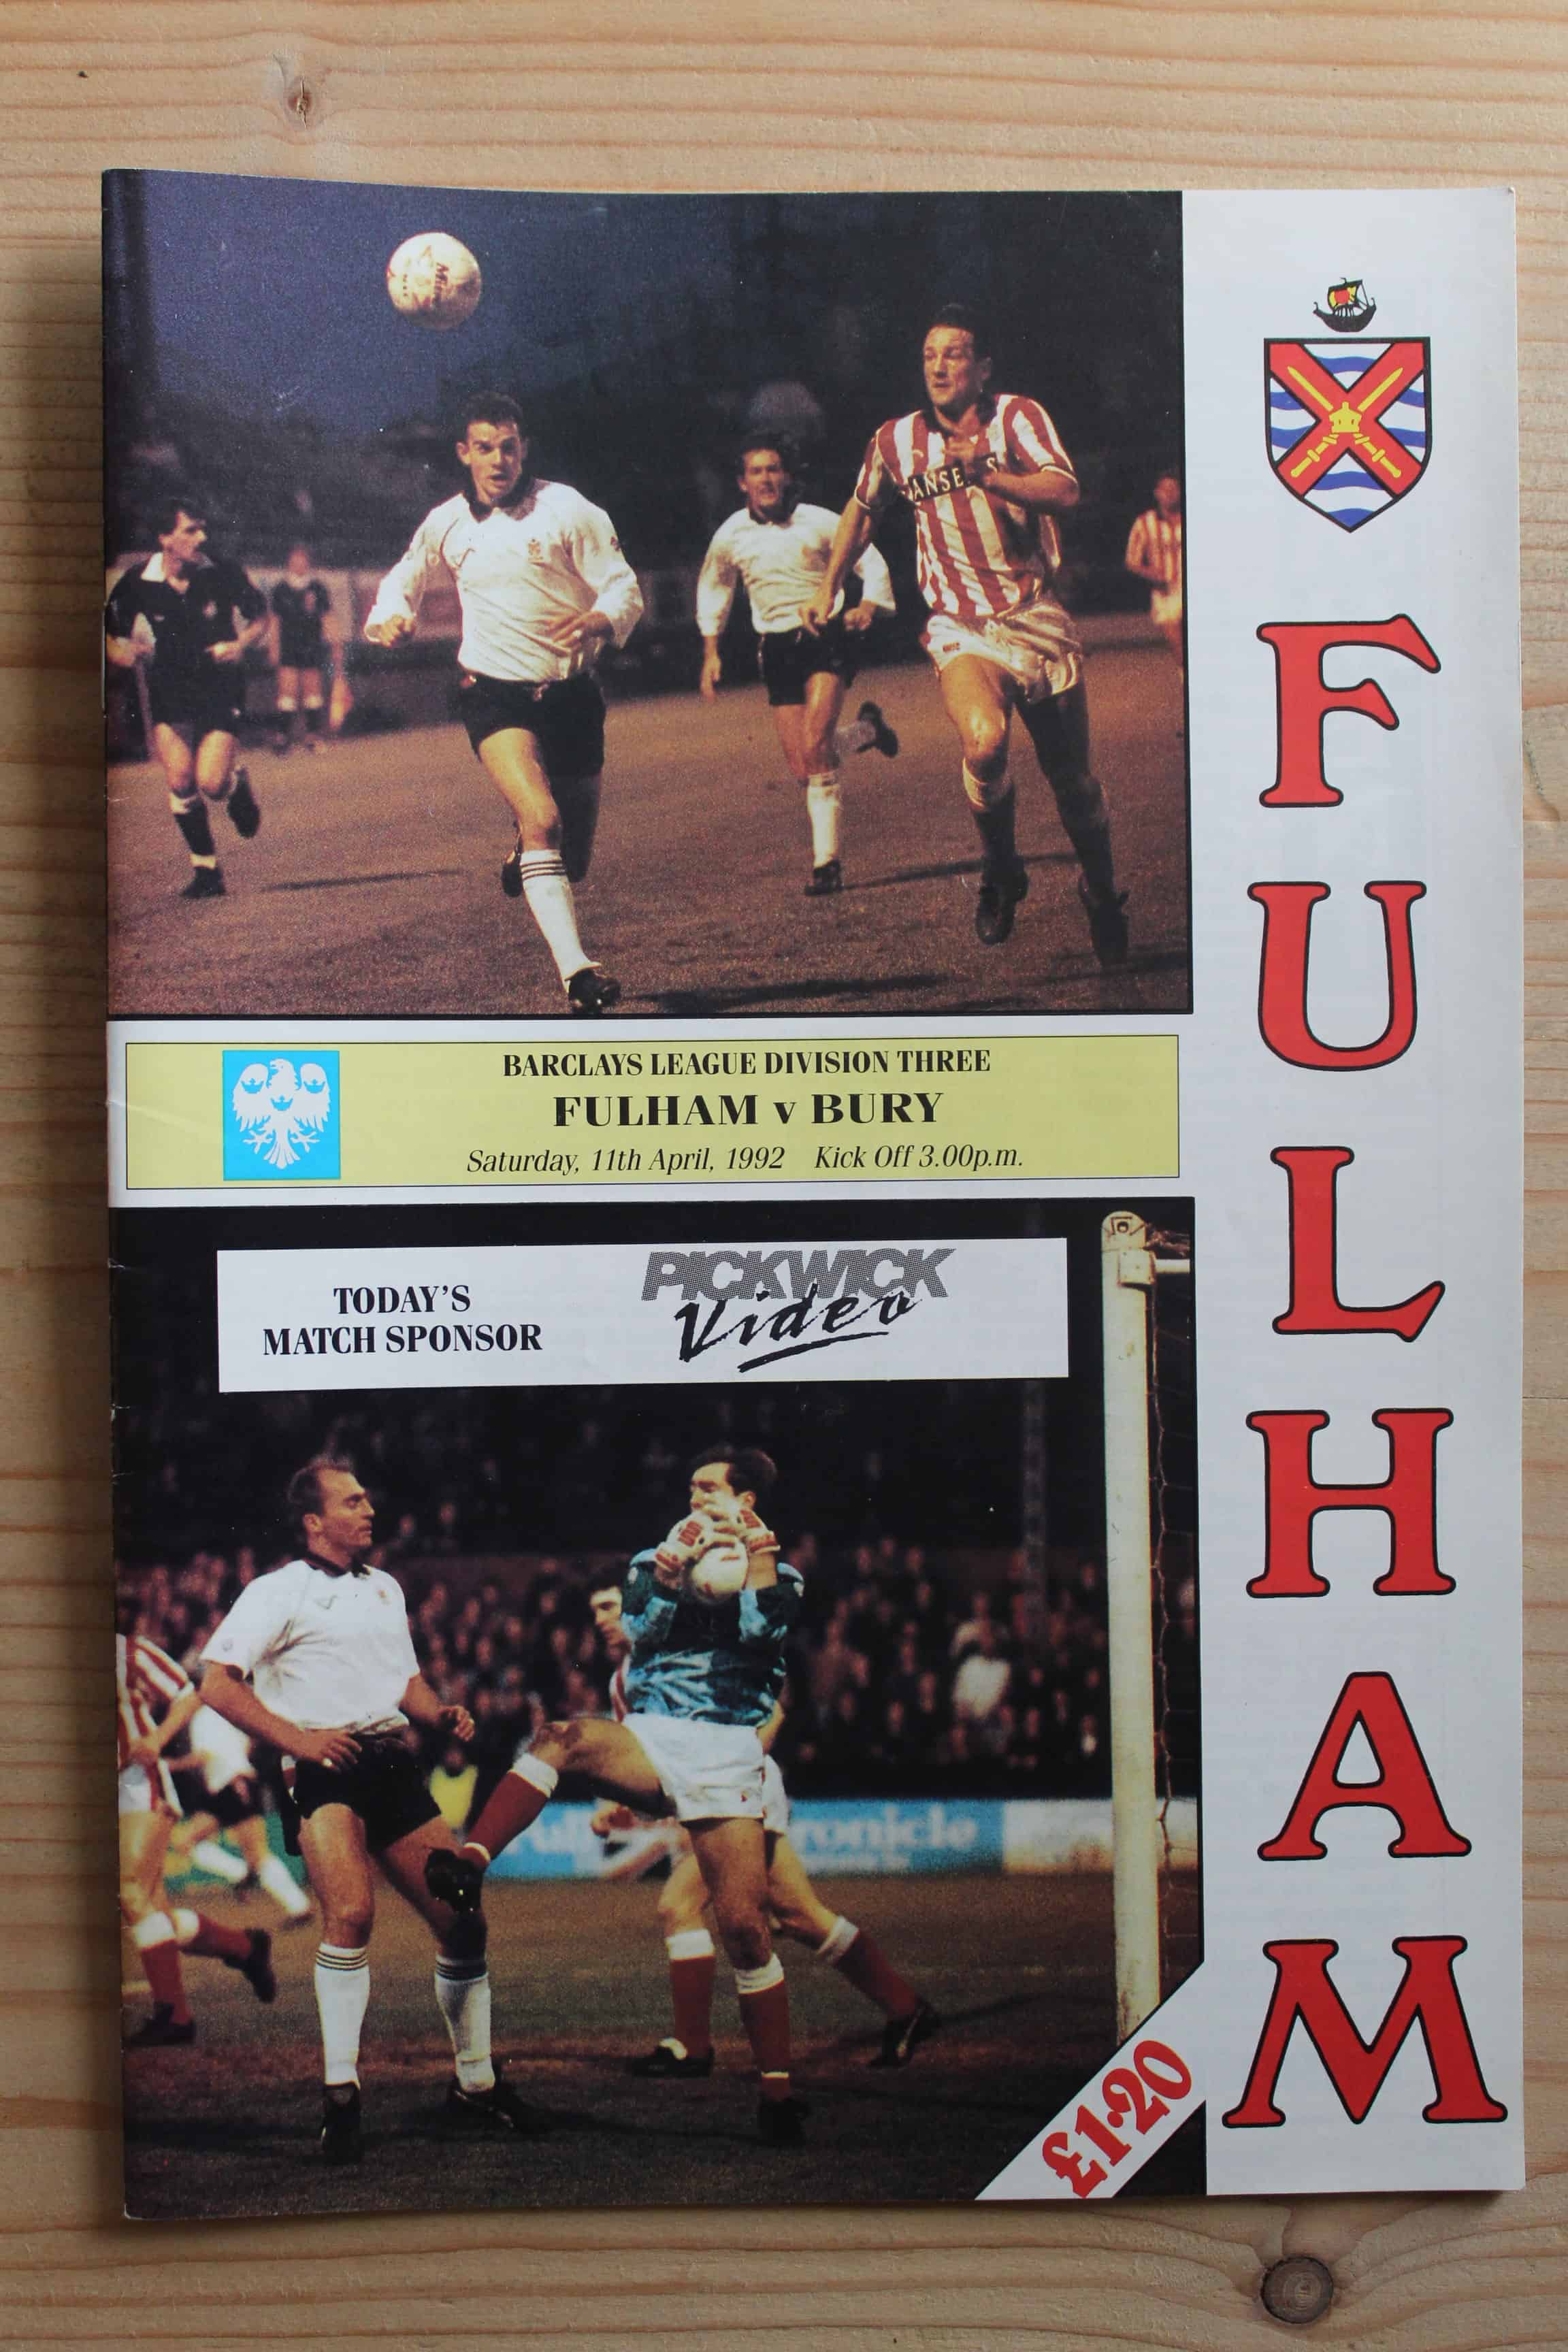 FULHAM
BARCLAYS LEAGUE DIVISION THREE
FULHAM v BURY
Saturday, 11th April, 1992 Kick Off 3.00p.m.
TODAY'S
MATCH SPONSOR
PICKWICK
Video
£1·20